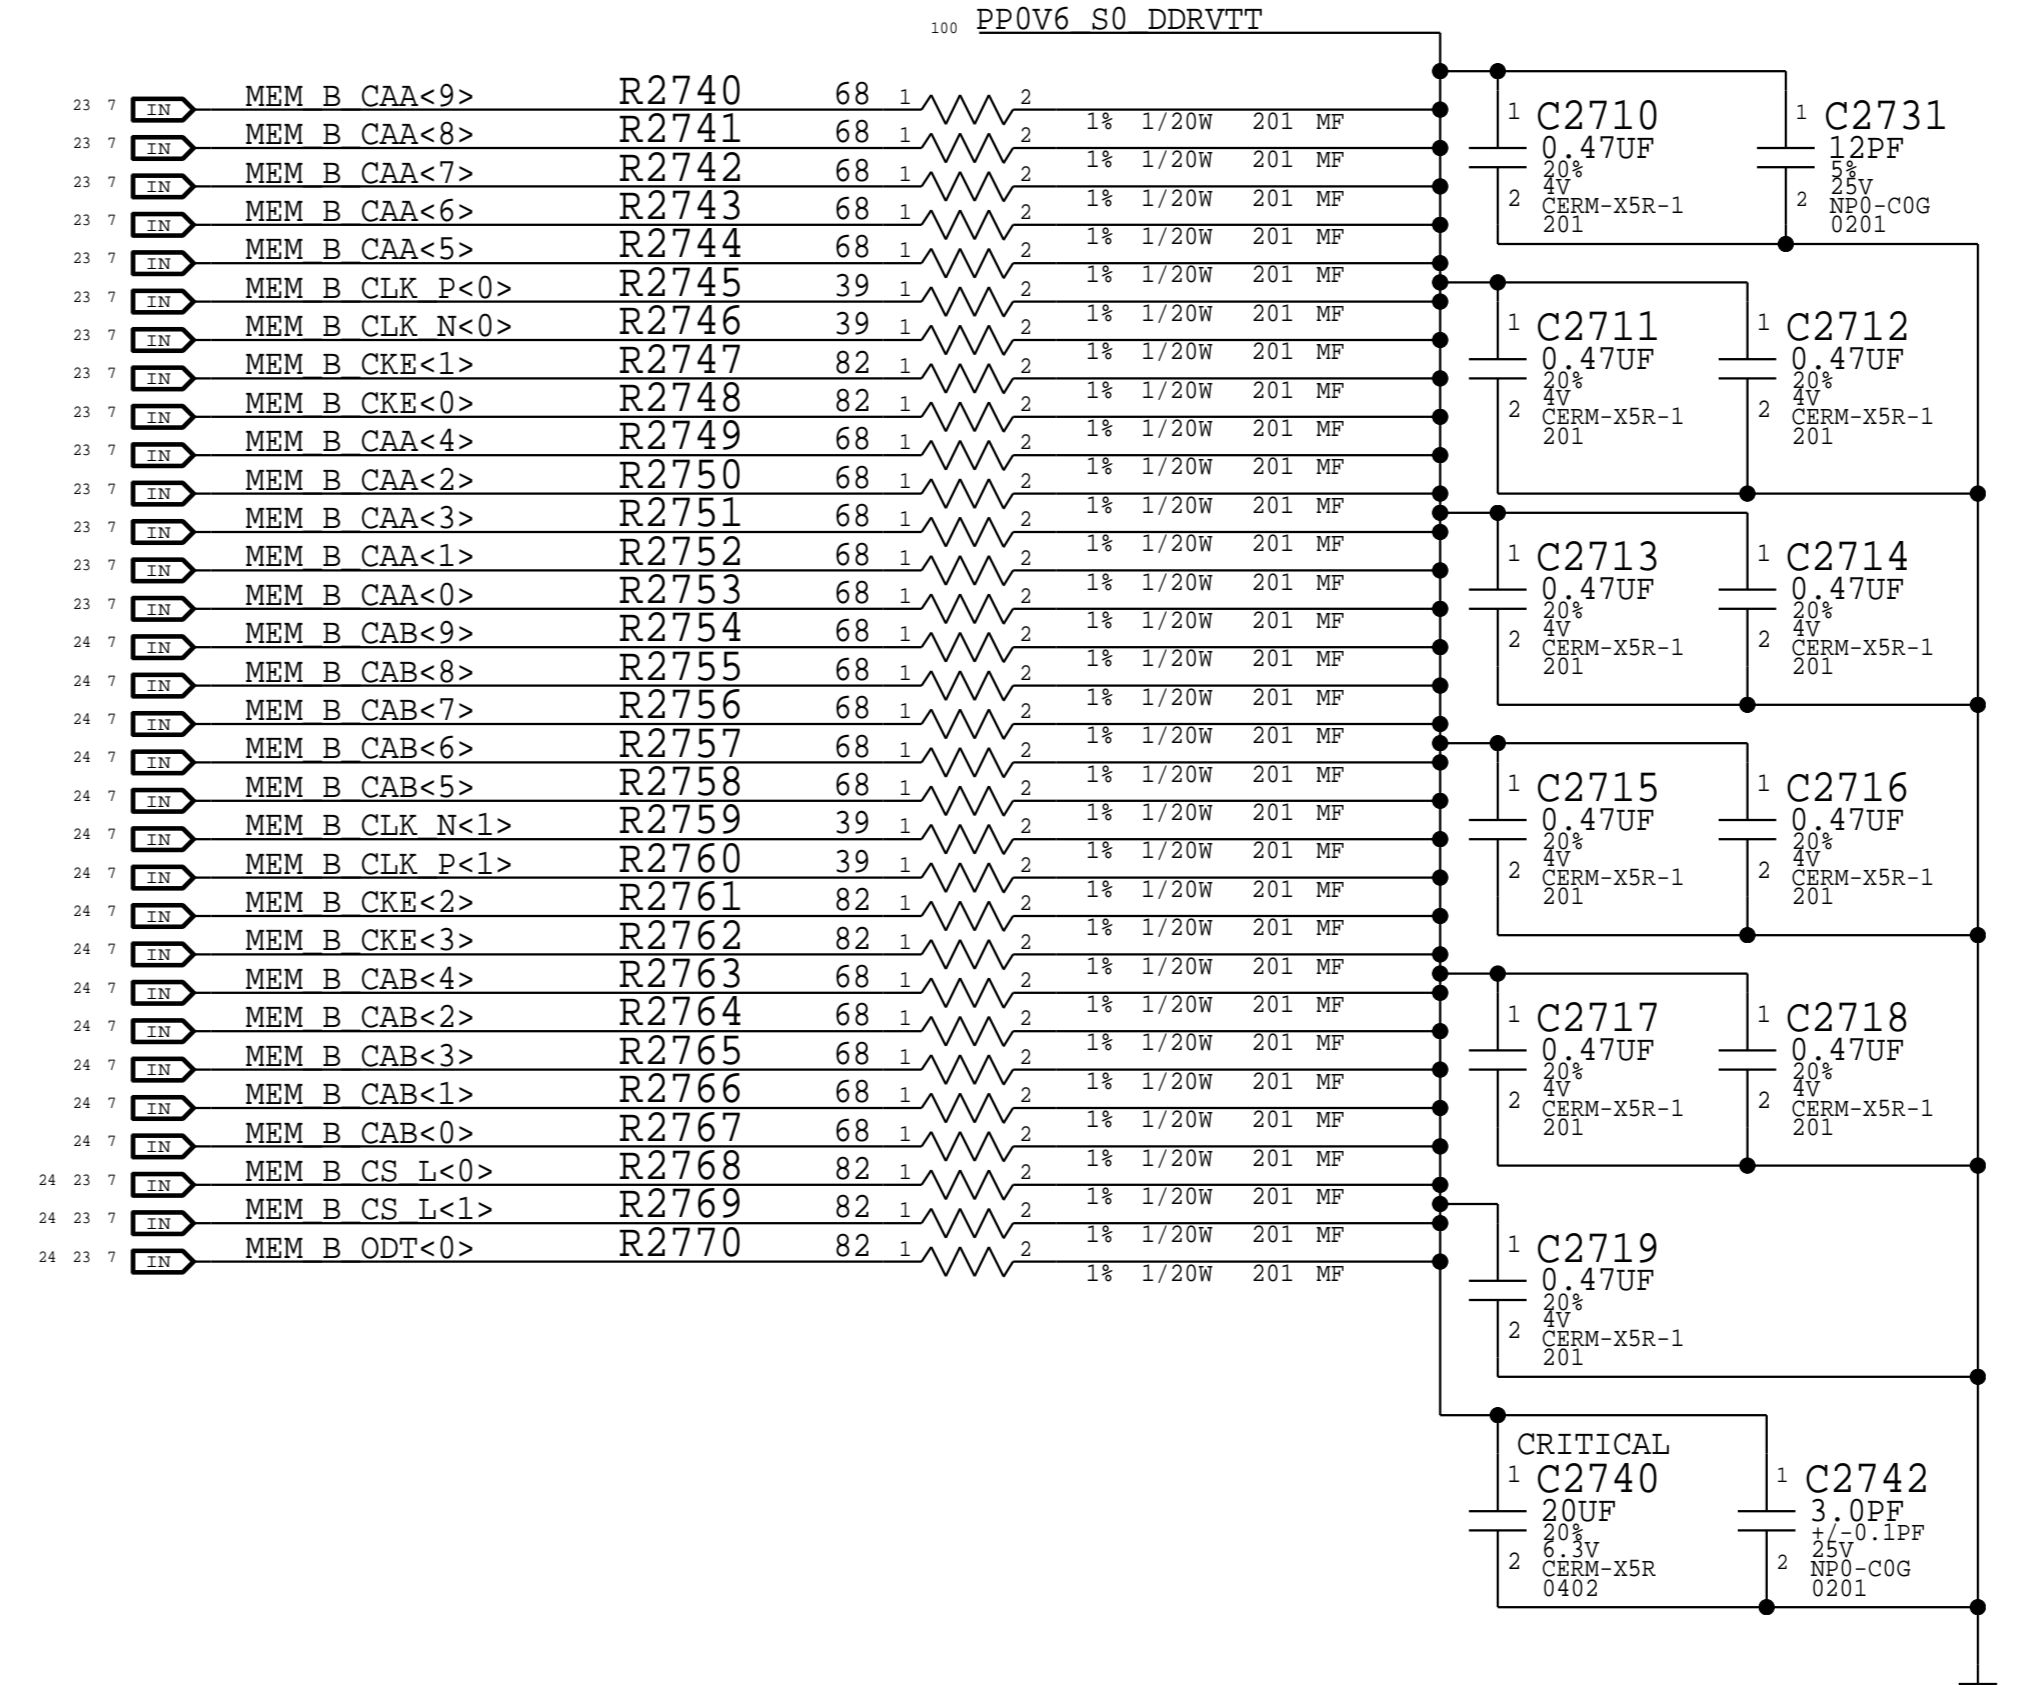 100 PP0V6_S0_DDRVTT
23 7 IN MEM_B_CAA<9> R2740 68 1 2 1% 1/20W 201 MF
23 7 IN MEM_B_CAA<8> R2741 68 1 2 1% 1/20W 201 MF
23 7 IN MEM_B_CAA<7> R2742 68 1 2 1% 1/20W 201 MF
23 7 IN MEM_B_CAA<6> R2743 68 1 2 1% 1/20W 201 MF
23 7 IN MEM_B_CAA<5> R2744 68 1 2 1% 1/20W 201 MF
23 7 IN MEM_B_CLK_P<0> R2745 39 1 2 1% 1/20W 201 MF
23 7 IN MEM_B_CLK_N<0> R2746 39 1 2 1% 1/20W 201 MF
23 7 IN MEM_B_CKE<1> R2747 82 1 2 1% 1/20W 201 MF
23 7 IN MEM_B_CKE<0> R2748 82 1 2 1% 1/20W 201 MF
23 7 IN MEM_B_CAA<4> R2749 68 1 2 1% 1/20W 201 MF
23 7 IN MEM_B_CAA<2> R2750 68 1 2 1% 1/20W 201 MF
23 7 IN MEM_B_CAA<3> R2751 68 1 2 1% 1/20W 201 MF
23 7 IN MEM_B_CAA<1> R2752 68 1 2 1% 1/20W 201 MF
23 7 IN MEM_B_CAA<0> R2753 68 1 2 1% 1/20W 201 MF
24 7 IN MEM_B_CAB<9> R2754 68 1 2 1% 1/20W 201 MF
24 7 IN MEM_B_CAB<8> R2755 68 1 2 1% 1/20W 201 MF
24 7 IN MEM_B_CAB<7> R2756 68 1 2 1% 1/20W 201 MF
24 7 IN MEM_B_CAB<6> R2757 68 1 2 1% 1/20W 201 MF
24 7 IN MEM_B_CAB<5> R2758 68 1 2 1% 1/20W 201 MF
24 7 IN MEM_B_CLK_N<1> R2759 39 1 2 1% 1/20W 201 MF
24 7 IN MEM_B_CLK_P<1> R2760 39 1 2 1% 1/20W 201 MF
24 7 IN MEM_B_CKE<2> R2761 82 1 2 1% 1/20W 201 MF
24 7 IN MEM_B_CKE<3> R2762 82 1 2 1% 1/20W 201 MF
24 7 IN MEM_B_CAB<4> R2763 68 1 2 1% 1/20W 201 MF
24 7 IN MEM_B_CAB<2> R2764 68 1 2 1% 1/20W 201 MF
24 7 IN MEM_B_CAB<3> R2765 68 1 2 1% 1/20W 201 MF
24 7 IN MEM_B_CAB<1> R2766 68 1 2 1% 1/20W 201 MF
24 7 IN MEM_B_CAB<0> R2767 68 1 2 1% 1/20W 201 MF
24 23 7 IN MEM_B_CS_L<0> R2768 82 1 2 1% 1/20W 201 MF
24 23 7 IN MEM_B_CS_L<1> R2769 82 1 2 1% 1/20W 201 MF
24 23 7 IN MEM_B_ODT<0> R2770 82 1 2 1% 1/20W 201 MF
1 C2710
0.47UF
20%
4V
2 CERM-X5R-1
201
1 C2731
12PF
5%
25V
2 NP0-C0G
0201
1 C2711
0.47UF
20%
4V
2 CERM-X5R-1
201
1 C2712
0.47UF
20%
4V
2 CERM-X5R-1
201
1 C2713
0.47UF
20%
4V
2 CERM-X5R-1
201
1 C2714
0.47UF
20%
4V
2 CERM-X5R-1
201
1 C2715
0.47UF
20%
4V
2 CERM-X5R-1
201
1 C2716
0.47UF
20%
4V
2 CERM-X5R-1
201
1 C2717
0.47UF
20%
4V
2 CERM-X5R-1
201
1 C2718
0.47UF
20%
4V
2 CERM-X5R-1
201
1 C2719
0.47UF
20%
4V
2 CERM-X5R-1
201
CRITICAL
1 C2740
20UF
20%
6.3V
2 CERM-X5R
0402
1 C2742
3.0PF
+/-0.1PF
25V
2 NP0-C0G
0201